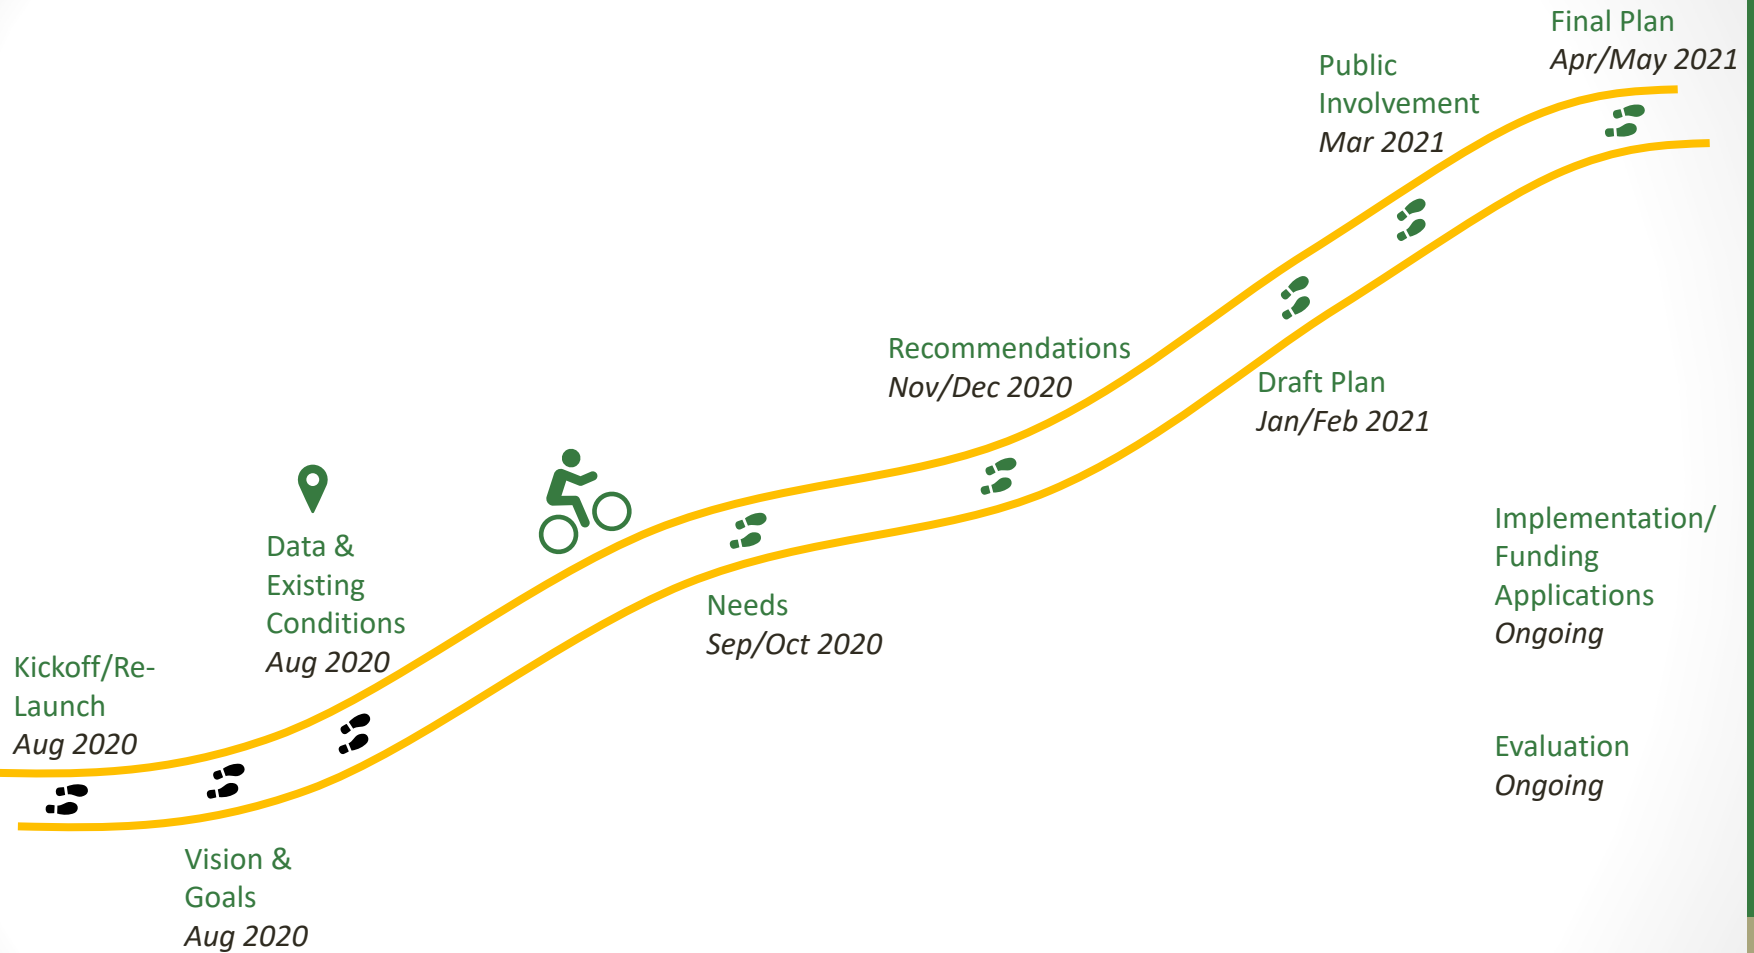 Kickoff/Re-
Launch
Aug 2020
Vision &
Goals
Aug 2020
Data &
Existing
Conditions
Aug 2020
Needs
Sep/Oct 2020
Recommendations
Nov/Dec 2020
Draft Plan
Jan/Feb 2021
Public
Involvement
Mar 2021
Final Plan
Apr/May 2021
Implementation/
Funding
Applications
Ongoing
Evaluation
Ongoing